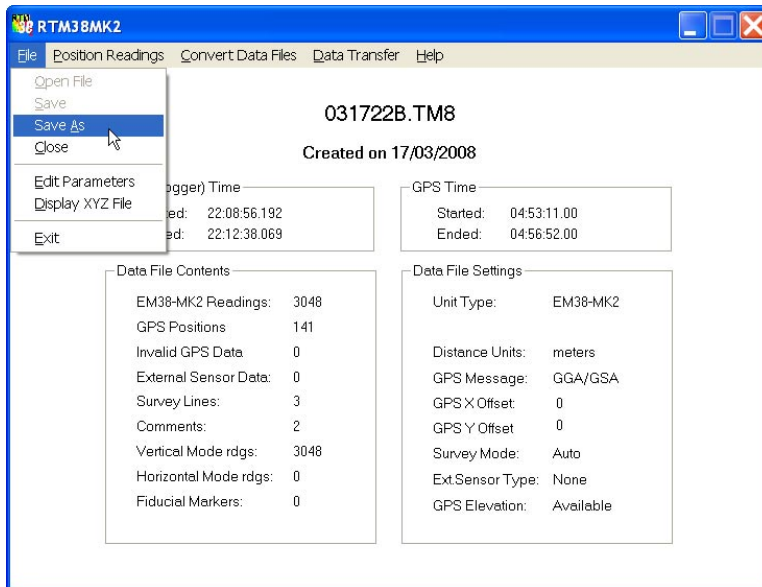 RTM38MK2
File Position Readings Convert Data Files Data Transfer Help
Open File
Save
Save As
Close
Edit Parameters
Display XYZ File
Exit
031722B.TM8
Created on 17/03/2008
ogger) Time
ed: 22:08:56.192
ed: 22:12:38.069
GPS Time
Started: 04:53:11.00
Ended: 04:56:52.00
Data File Contents
EM38-MK2 Readings: 3048
GPS Positions 141
Invalid GPS Data 0
External Sensor Data: 0
Survey Lines: 3
Comments: 2
Vertical Mode rdgs: 3048
Horizontal Mode rdgs: 0
Fiducial Markers: 0
Data File Settings
Unit Type: EM38-MK2
Distance Units: meters
GPS Message: GGA/GSA
GPS X Offset: 0
GPS Y Offset 0
Survey Mode: Auto
Ext.Sensor Type: None
GPS Elevation: Available